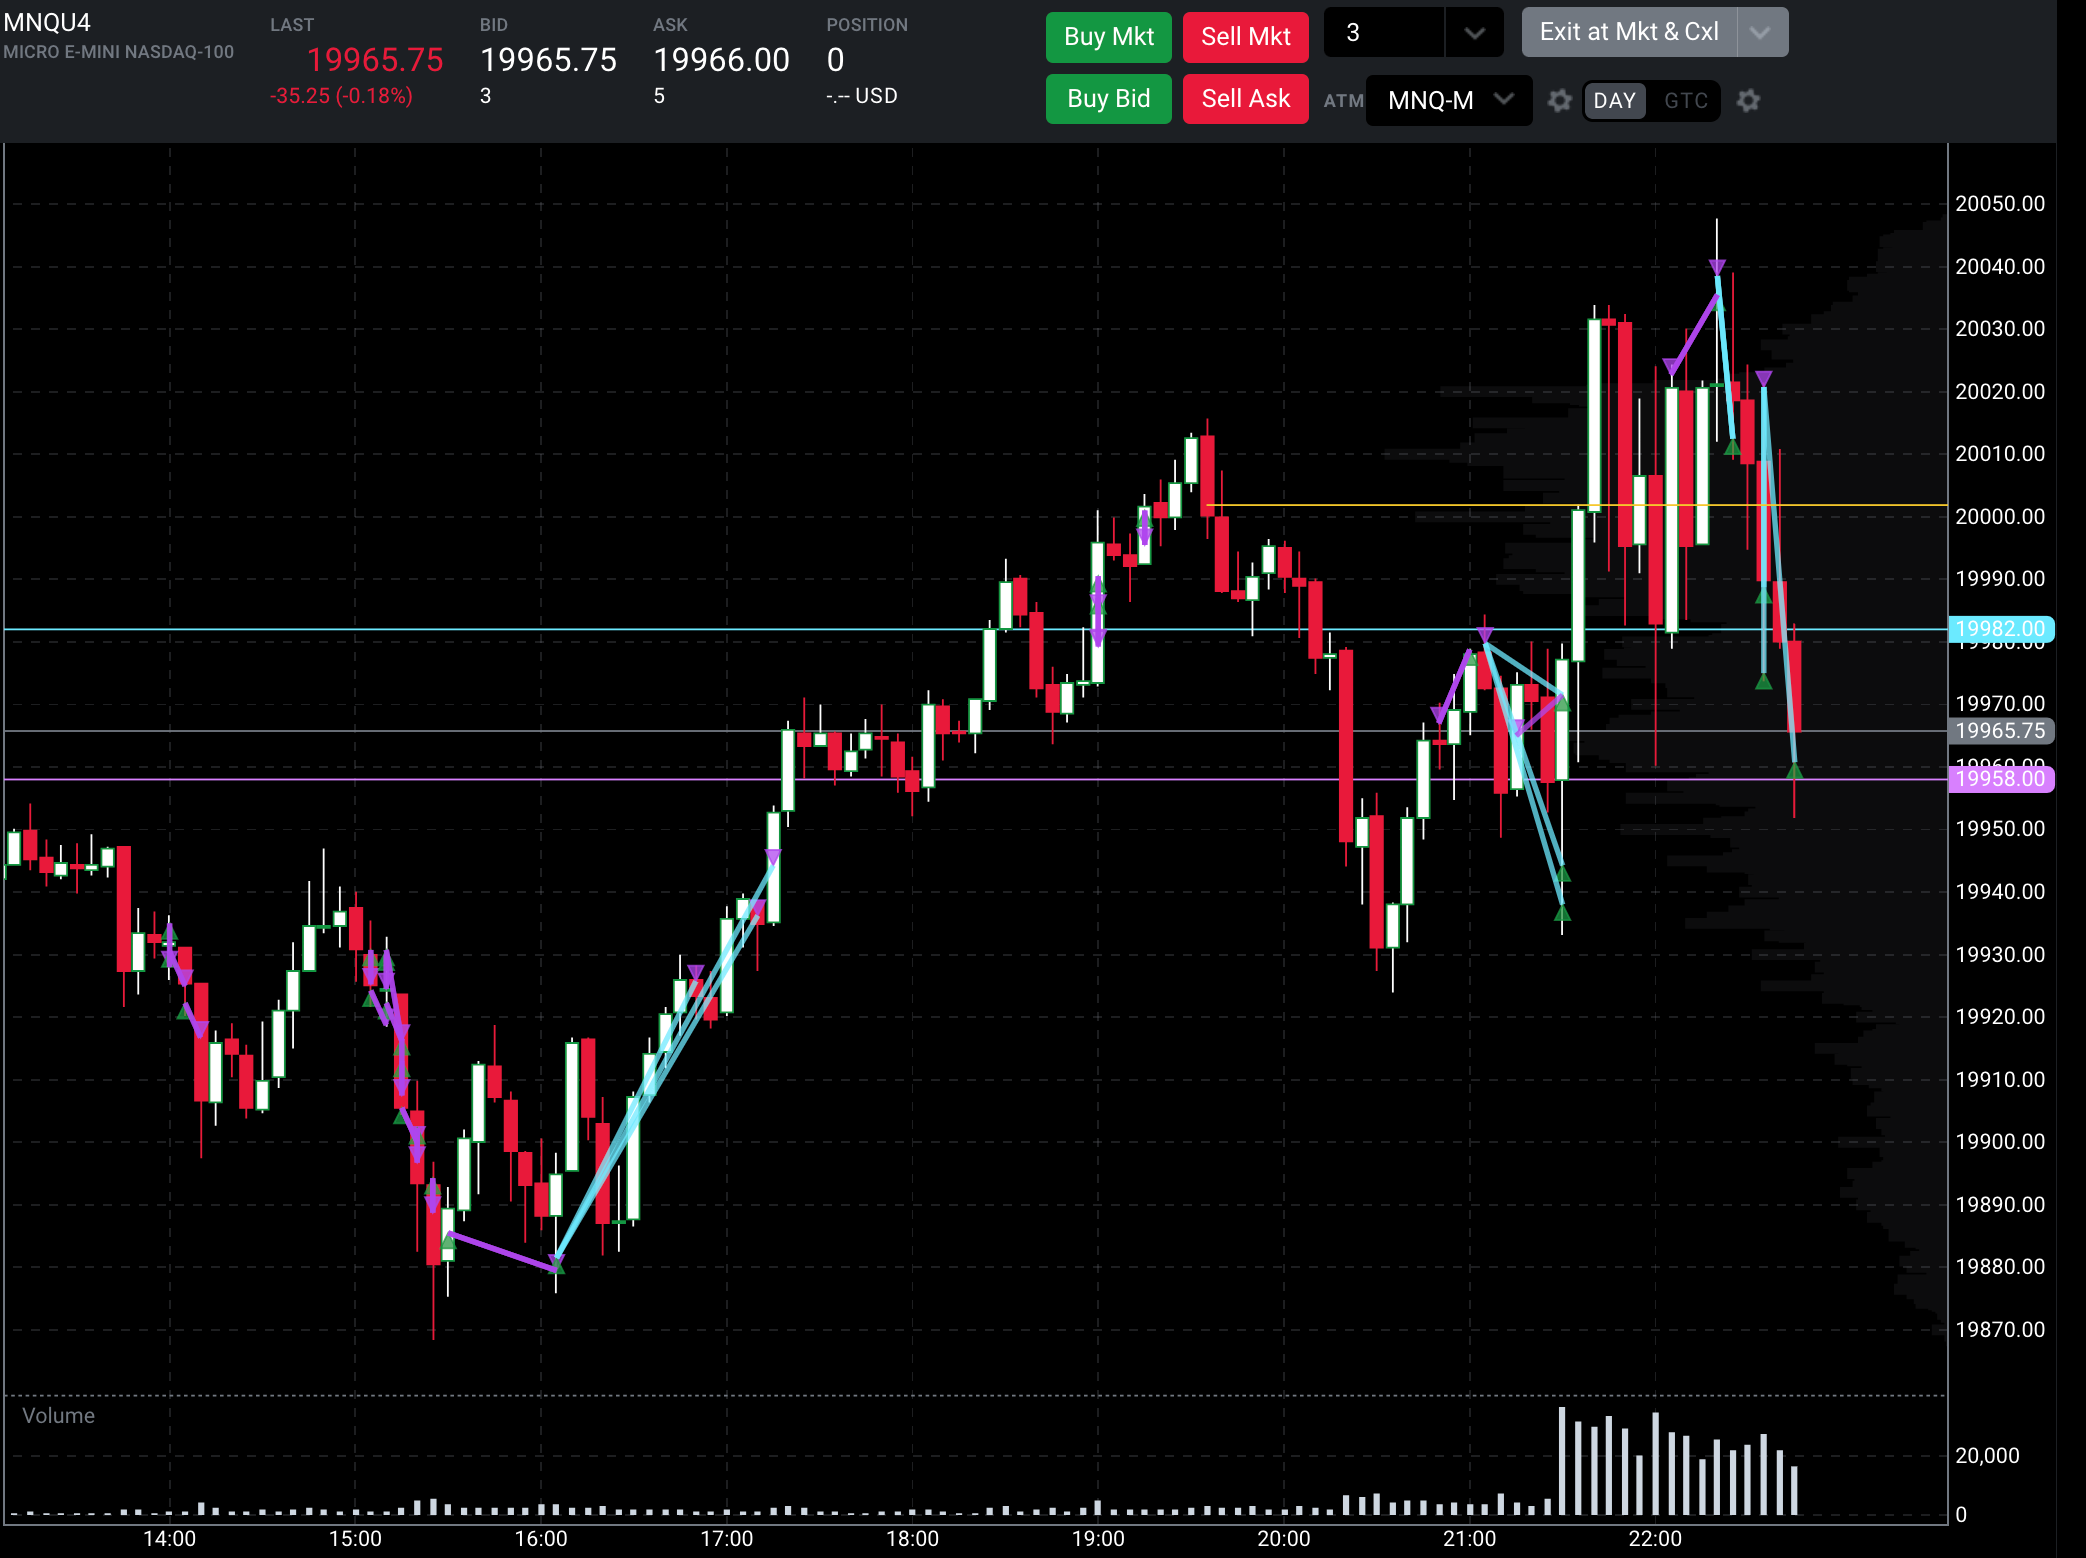 MNQU4
MICRO E-MINI NASDAQ-100
LAST
19965.75
-35.25 (-0.18%)
BID
19965.75
3
ASK
19966.00
5
POSITION
0
-.-- USD
Buy Mkt
Sell Mkt
3
Exit at Mkt & Cxl
Buy Bid
Sell Ask
ATM
MNQ-M
DAY
GTC
20050.00
20040.00
20030.00
20020.00
20010.00
20000.00
19990.00
19982.00
19980.00
19970.00
19965.75
19960.00
19958.00
19950.00
19940.00
19930.00
19920.00
19910.00
19900.00
19890.00
19880.00
19870.00
Volume
20,000
0
14:00
15:00
16:00
17:00
18:00
19:00
20:00
21:00
22:00